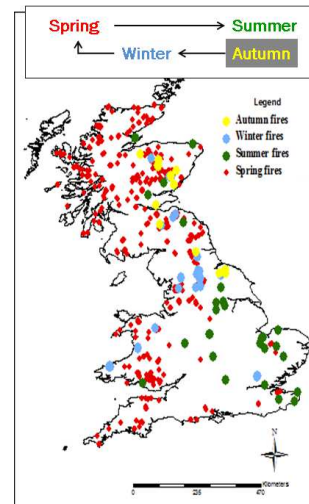 Spring Summer
Winter Autumn
Legend
Autumn fires
Winter fires
Summer fires
Spring fires
N
Kilometers
0 235 470